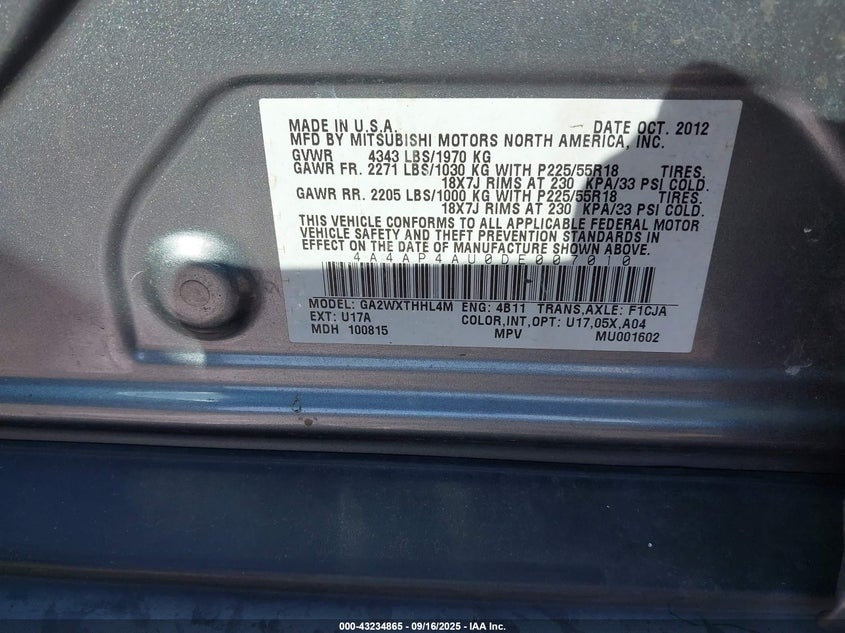 MADE IN U.S.A. DATE OCT. 2012
MFD BY MITSUBISHI MOTORS NORTH AMERICA, INC.
GVWR 4343 LBS/1970 KG
GAWR FR. 2271 LBS/1030 KG WITH P225/55R18 TIRES.
18X7J RIMS AT 230 KPA/33 PSI COLD.
GAWR RR. 2205 LBS/1000 KG WITH P225/55R18 TIRES.
18X7J RIMS AT 230 KPA/33 PSI COLD.
THIS VEHICLE CONFORMS TO ALL APPLICABLE FEDERAL MOTOR
VEHICLE SAFETY AND THEFT PREVENTION STANDARDS IN
EFFECT ON THE DATE OF MANUFACTURE SHOWN ABOVE.
4A4AP4AU0DE007010
MODEL: GA2WXTHHL4M ENG: 4B11 TRANS,AXLE: F1CJA
EXT: U17A COLOR,INT,OPT: U17,05X,A04
MDH 100815 MPV MU001602
000-43234865 - 09/16/2025 - IAA Inc.